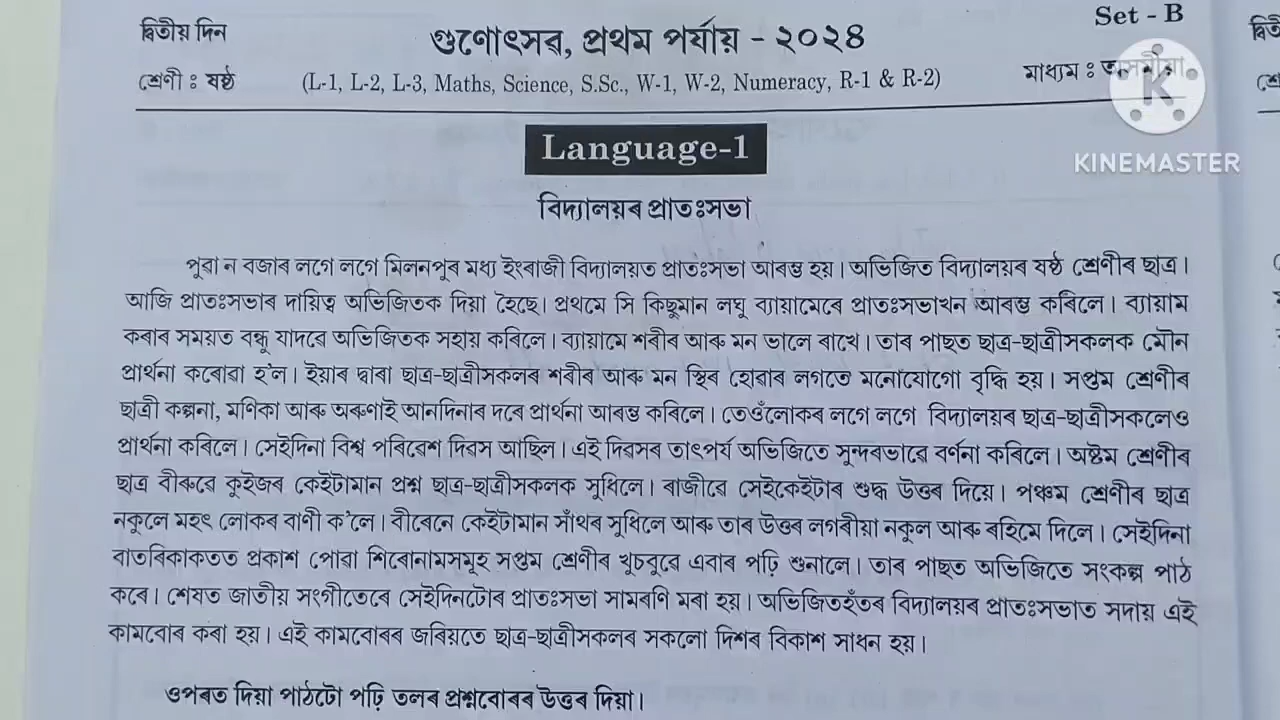 দ্বিতীয় দিন
গুণোৎসৱ, প্ৰথম পৰ্যায় - ২০২৪
Set - B
শ্ৰেণী : ষষ্ঠ
(L-1, L-2, L-3, Maths, Science, S.Sc., W-1, W-2, Numeracy, R-1 & R-2)
মাধ্যম :
K
KINEMASTER
Language-1
বিদ্যালয়ৰ প্ৰাতঃসভা
পুৱা ন বজাৰ লগে লগে মিলনপুৰ মধ্য ইংৰাজী বিদ্যালয়ত প্ৰাতঃসভা আৰম্ভ হয়। অভিজিত বিদ্যালয়ৰ ষষ্ঠ শ্ৰেণীৰ ছাত্ৰ।
আজি প্ৰাতঃসভাৰ দায়িত্ব অভিজিতক দিয়া হৈছে। প্ৰথমে সি কিছুমান লঘু ব্যায়ামেৰে প্ৰাতঃসভাখন আৰম্ভ কৰিলে। ব্যায়াম
কৰাৰ সময়ত বন্ধু যাদৱে অভিজিতক সহায় কৰিলে। ব্যায়ামে শৰীৰ আৰু মন ভালে ৰাখে। তাৰ পাছত ছাত্ৰ-ছাত্ৰীসকলক মৌন
প্ৰাৰ্থনা কৰোৱা হ'ল। ইয়াৰ দ্বাৰা ছাত্ৰ-ছাত্ৰীসকলৰ শৰীৰ আৰু মন স্থিৰ হোৱাৰ লগতে মনোযোগো বৃদ্ধি হয়। সপ্তম শ্ৰেণীৰ
ছাত্ৰী কল্পনা, মণিকা আৰু অৰুণাই আনদিনাৰ দৰে প্ৰাৰ্থনা আৰম্ভ কৰিলে। তেওঁলোকৰ লগে লগে বিদ্যালয়ৰ ছাত্ৰ-ছাত্ৰীসকলেও
প্ৰাৰ্থনা কৰিলে। সেইদিনা বিশ্ব পৰিৱেশ দিৱস আছিল। এই দিৱসৰ তাৎপৰ্য অভিজিতে সুন্দৰভাৱে বৰ্ণনা কৰিলে। অষ্টম শ্ৰেণীৰ
ছাত্ৰ বীৰুৱে কুইজৰ কেইটামান প্ৰশ্ন ছাত্ৰ-ছাত্ৰীসকলক সুধিলে। ৰাজীৱে সেইকেইটাৰ শুদ্ধ উত্তৰ দিয়ে। পঞ্চম শ্ৰেণীৰ ছাত্ৰ
নকুলে মহৎ লোকৰ বাণী ক'লে। বীৰেনে কেইটামান সাঁথৰ সুধিলে আৰু তাৰ উত্তৰ লগৰীয়া নকুল আৰু ৰহিমে দিলে। সেইদিনা
বাতৰিকাকতত প্ৰকাশ পোৱা শিৰোনামসমূহ সপ্তম শ্ৰেণীৰ খুচবুৱে এবাৰ পঢ়ি শুনালে। তাৰ পাছত অভিজিতে সংকল্প পাঠ
কৰে। শেষত জাতীয় সংগীতেৰে সেইদিনটোৰ প্ৰাতঃসভা সামৰণি মৰা হয়। অভিজিতহঁতৰ বিদ্যালয়ৰ প্ৰাতঃসভাত সদায় এই
কামবোৰ কৰা হয়। এই কামবোৰৰ জৰিয়তে ছাত্ৰ-ছাত্ৰীসকলৰ সকলো দিশৰ বিকাশ সাধন হয়।
ওপৰত দিয়া পাঠটো পঢ়ি তলৰ প্ৰশ্নবোৰৰ উত্তৰ দিয়া।